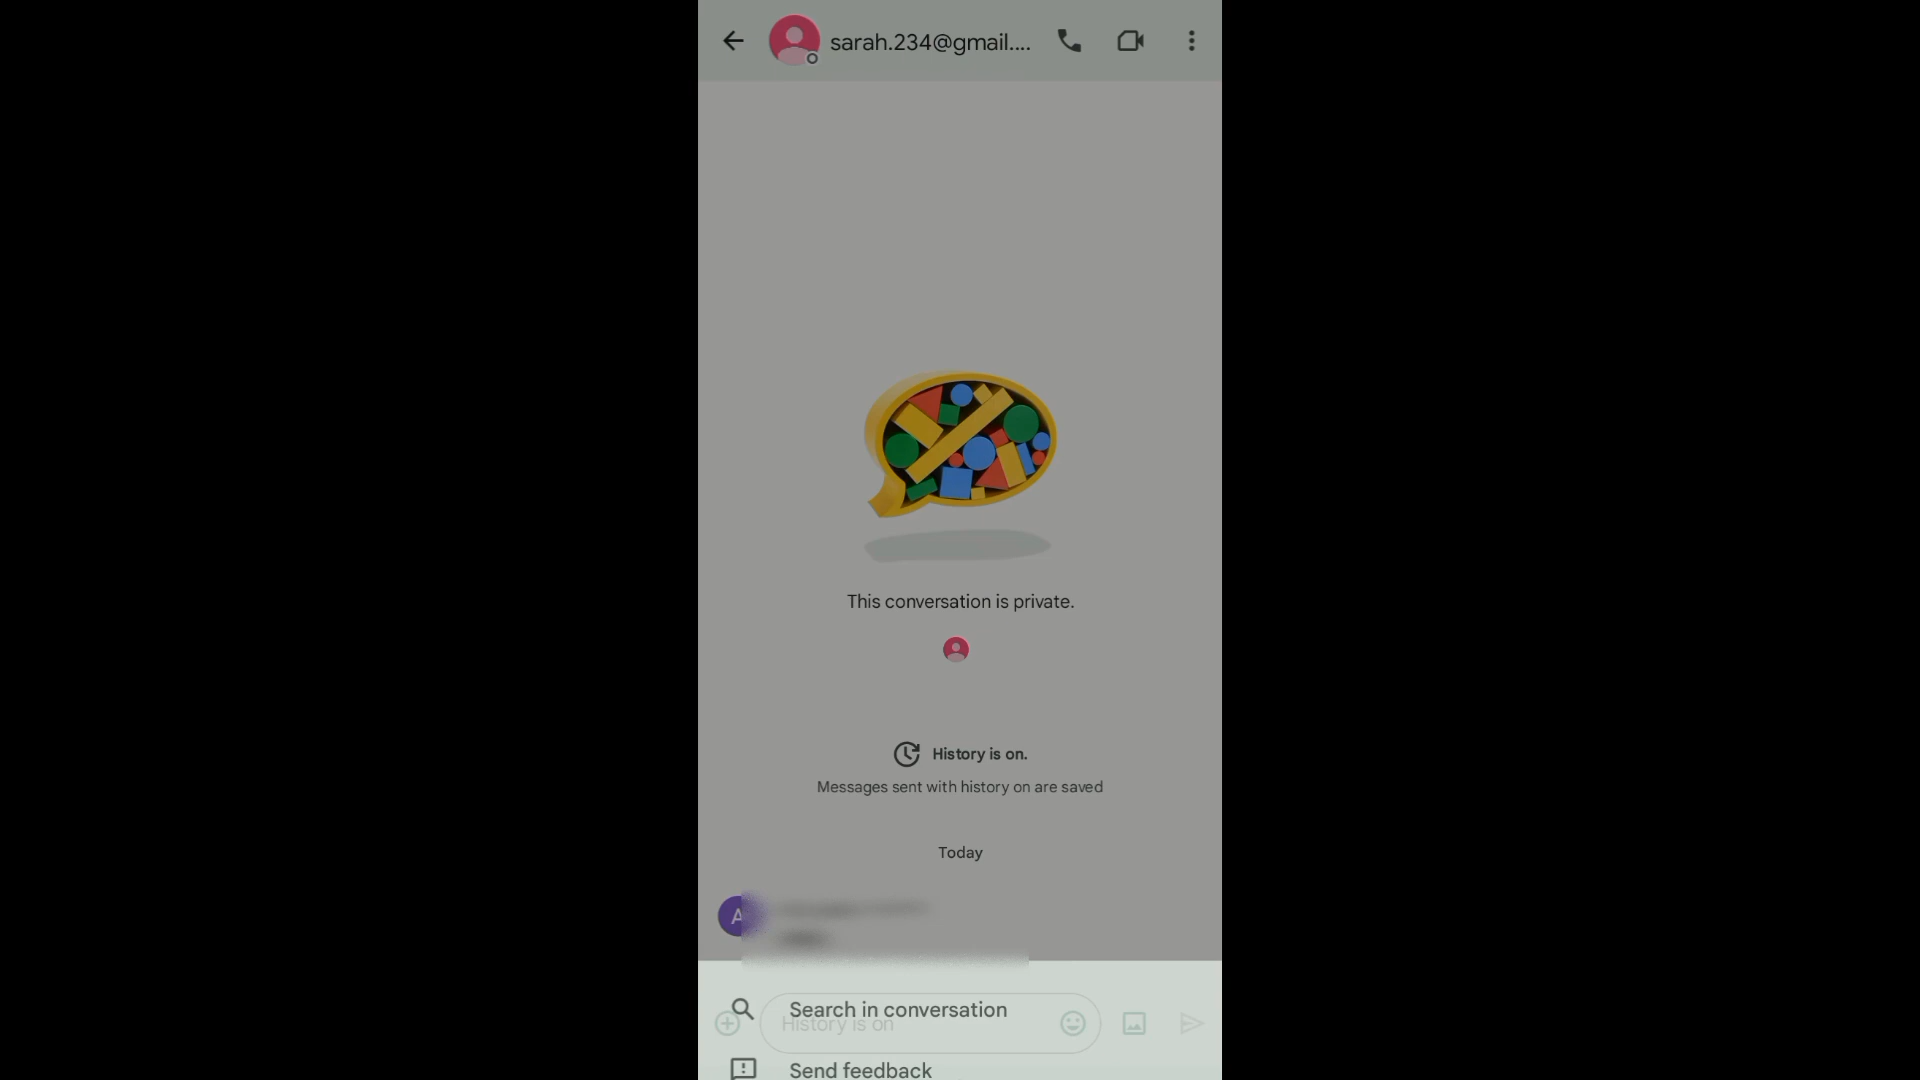 sarah.234@gmail....
This conversation is private.
History is on.
Messages sent with history on are saved
Today
A
Search in conversation
History is on
Send feedback